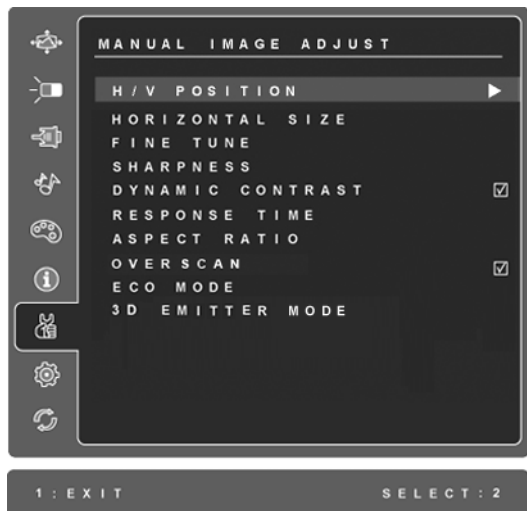 MANUAL IMAGE ADJUST
H/V POSITION
HORIZONTAL SIZE
FINE TUNE
SHARPNESS
DYNAMIC CONTRAST
RESPONSE TIME
ASPECT RATIO
OVERSCAN
ECO MODE
3D EMITTER MODE
1:EXIT SELECT:2